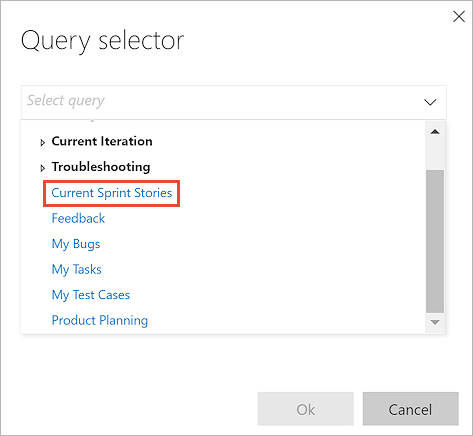 Query selector
Select query
Current Iteration
Troubleshooting
Current Sprint Stories
Feedback
My Bugs
My Tasks
My Test Cases
Product Planning
Ok
Cancel